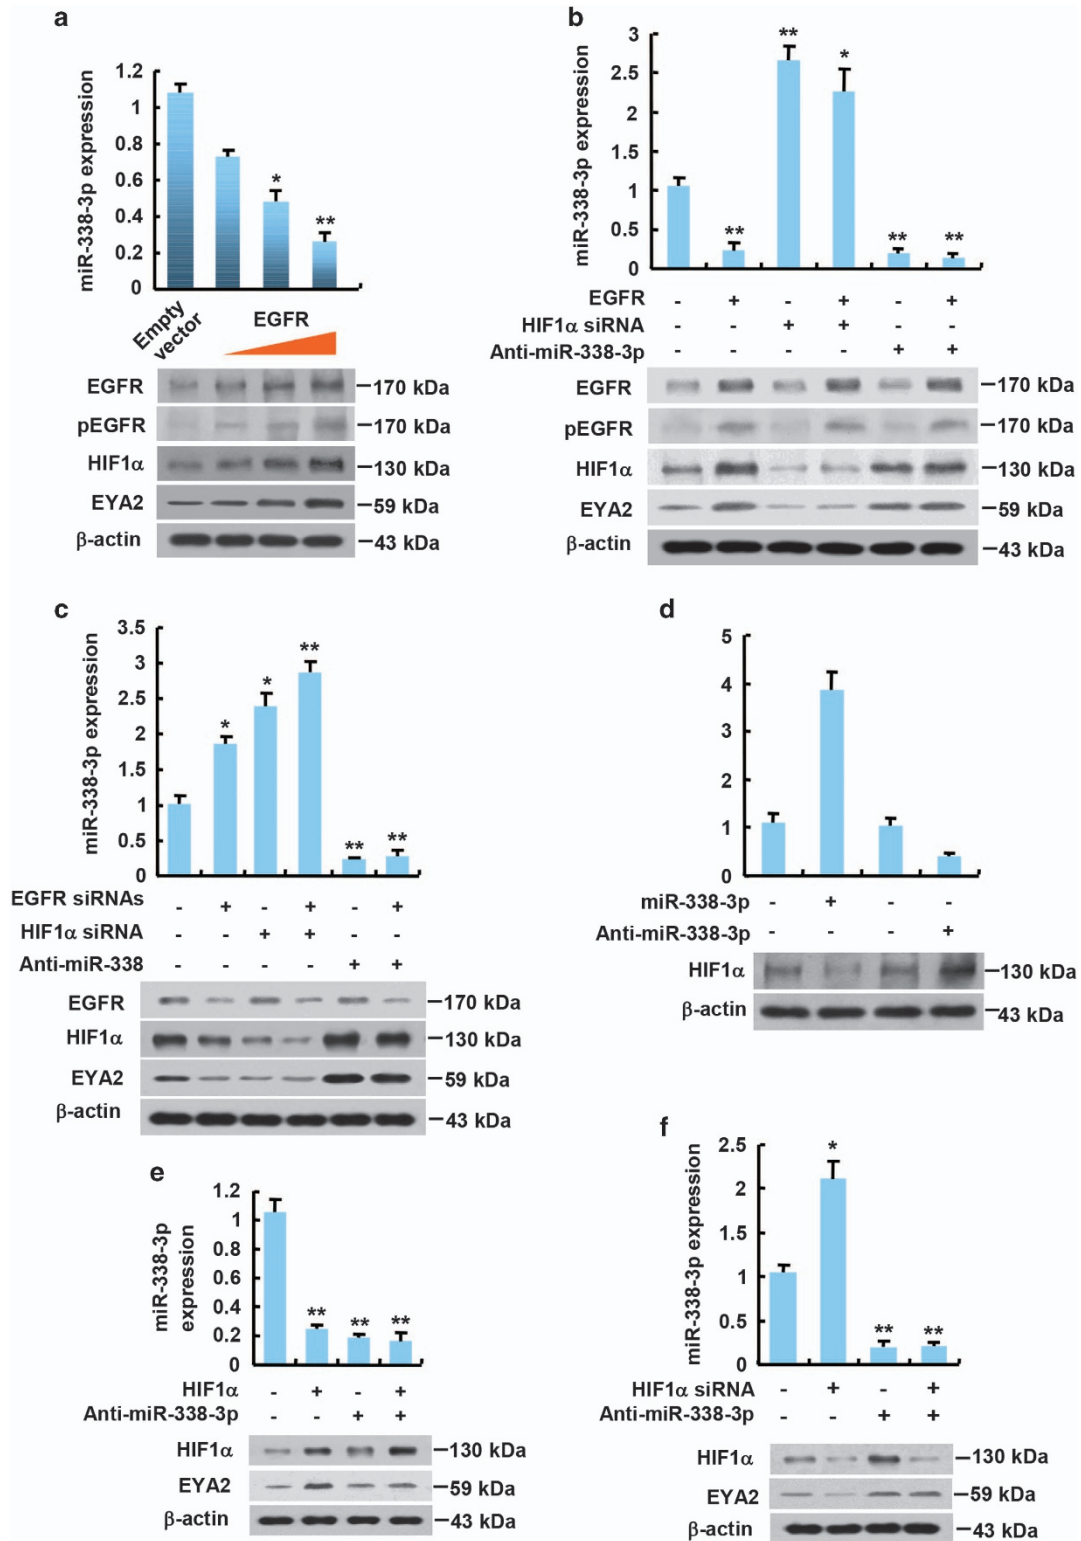 a
miR-338-3p expression
1.2
1
0.8
0.6
0.4
0.2
0
*
**
Empty vector
EGFR
EGFR
170 kDa
pEGFR
170 kDa
HIF1α
130 kDa
EYA2
59 kDa
β-actin
43 kDa
b
miR-338-3p expression
3
2.5
2
1.5
1
0.5
0
** ** * ** **
EGFR - + - + - +
HIF1α siRNA - - + + - -
Anti-miR-338-3p - - - - + +
EGFR
170 kDa
pEGFR
170 kDa
HIF1α
130 kDa
EYA2
59 kDa
β-actin
43 kDa
c
miR-338-3p expression
3.5
3
2.5
2
1.5
1
0.5
0
* * ** ** **
EGFR siRNAs - + - + - +
HIF1α siRNA - - + + - -
Anti-miR-338 - - - - + +
EGFR
170 kDa
HIF1α
130 kDa
EYA2
59 kDa
β-actin
43 kDa
d
miR-338-3p expression
5
4
3
2
1
0
miR-338-3p - + - -
Anti-miR-338-3p - - - +
HIF1α
130 kDa
β-actin
43 kDa
e
miR-338-3p
expression
1.2
1
0.8
0.6
0.4
0.2
0
** ** **
HIF1α - + - +
Anti-miR-338-3p - - + +
HIF1α
130 kDa
EYA2
59 kDa
β-actin
43 kDa
f
miR-338-3p expression
2.5
2
1.5
1
0.5
0
* ** **
HIF1α siRNA - + - +
Anti-miR-338-3p - - + +
HIF1α
130 kDa
EYA2
59 kDa
β-actin
43 kDa